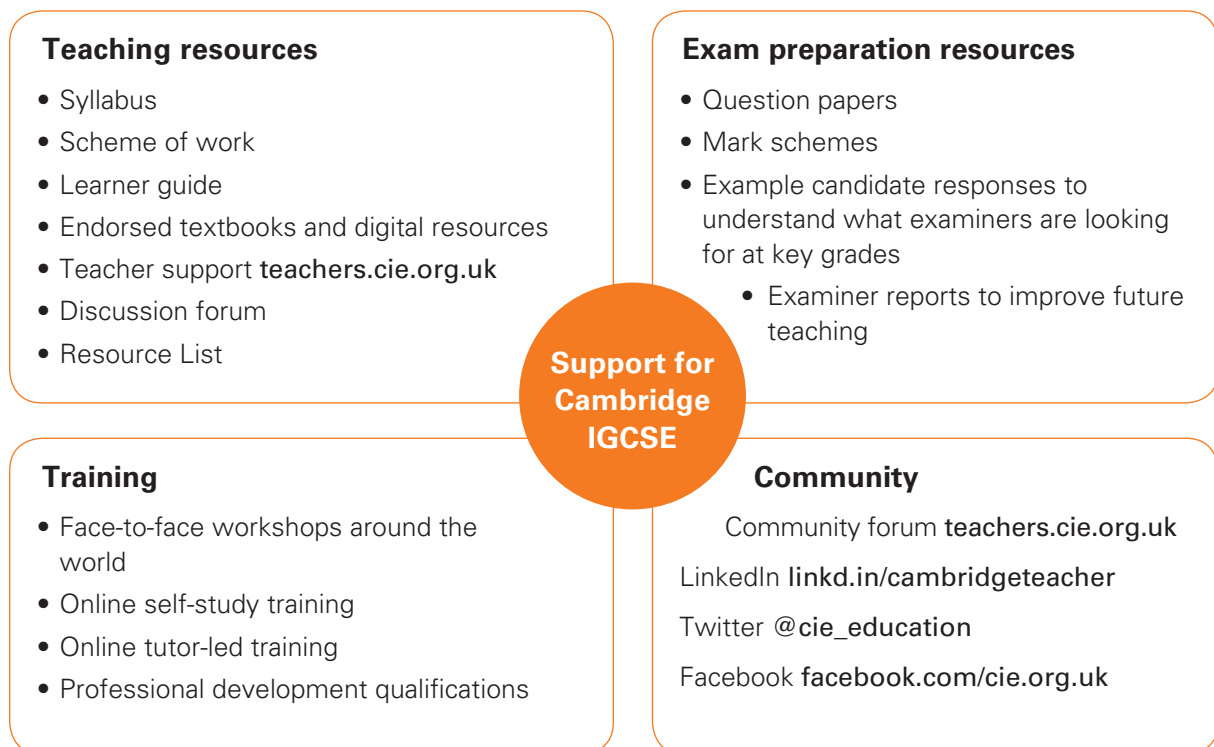 Teaching resources
• Syllabus
• Scheme of work
• Learner guide
• Endorsed textbooks and digital resources
• Teacher support teachers.cie.org.uk
• Discussion forum
• Resource List
Exam preparation resources
• Question papers
• Mark schemes
• Example candidate responses to
understand what examiners are looking
for at key grades
• Examiner reports to improve future
teaching
Support for
Cambridge
IGCSE
Training
• Face-to-face workshops around the
world
• Online self-study training
• Online tutor-led training
• Professional development qualifications
Community
Community forum teachers.cie.org.uk
LinkedIn linkd.in/cambridgeteacher
Twitter @cie_education
Facebook facebook.com/cie.org.uk